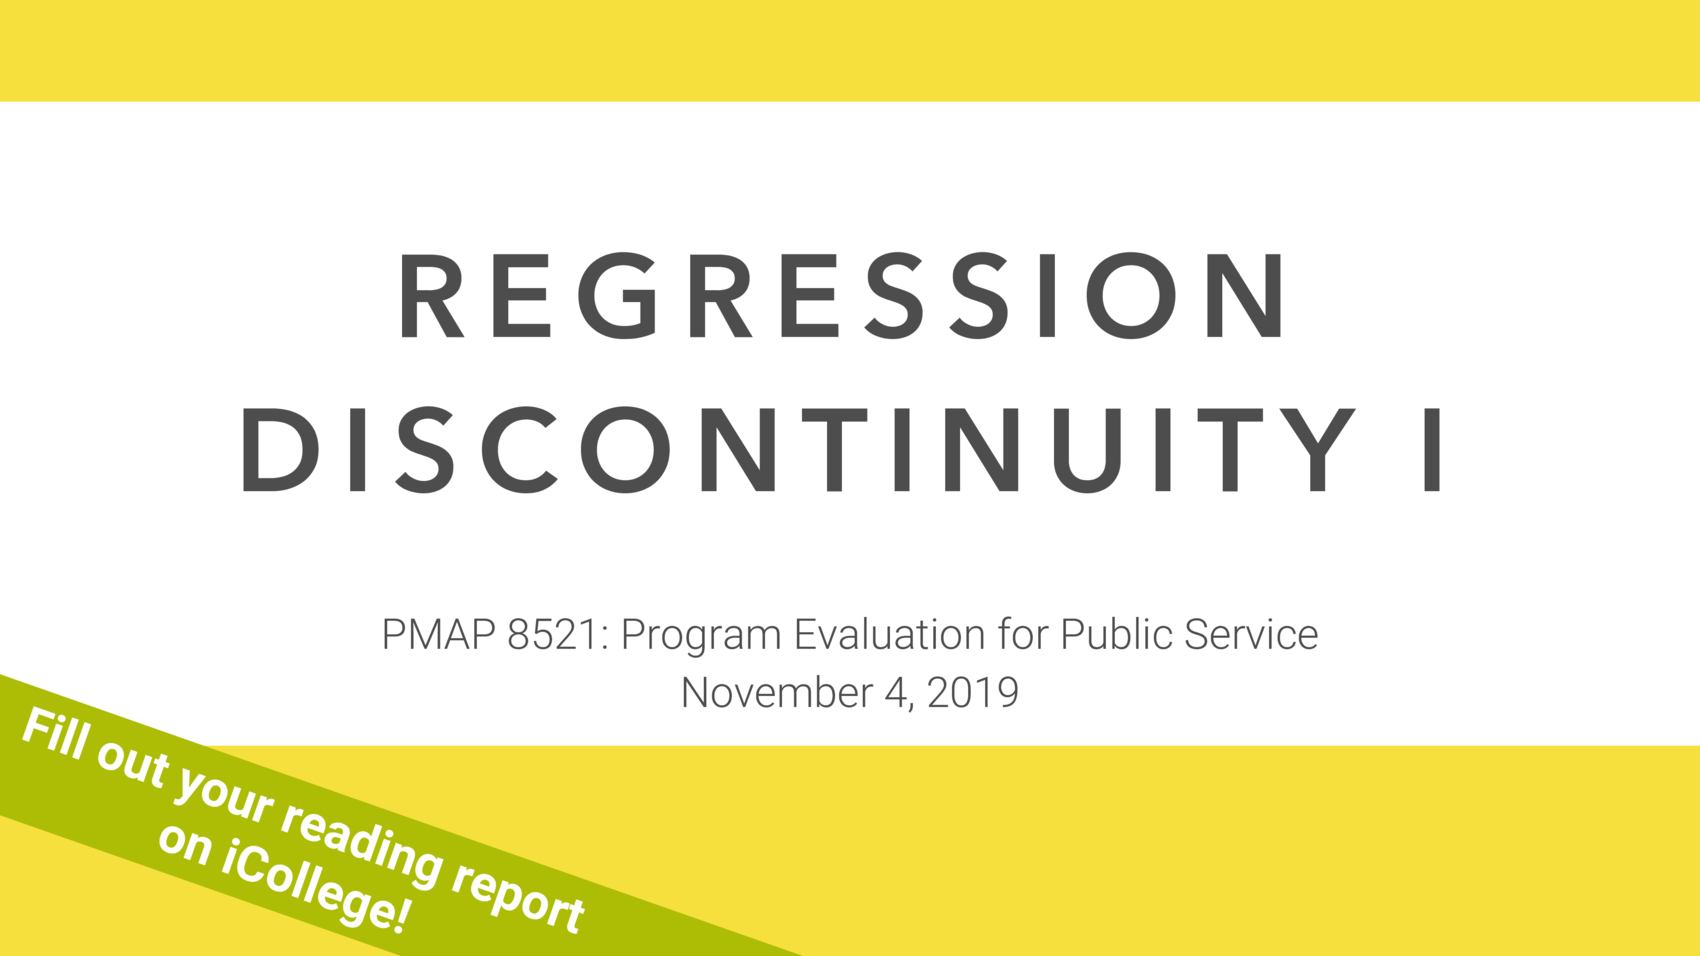 REGRESSION
DISCONTINUITY I
PMAP 8521: Program Evaluation for Public Service
November 4, 2019
Fill out your reading report
on iCollege!